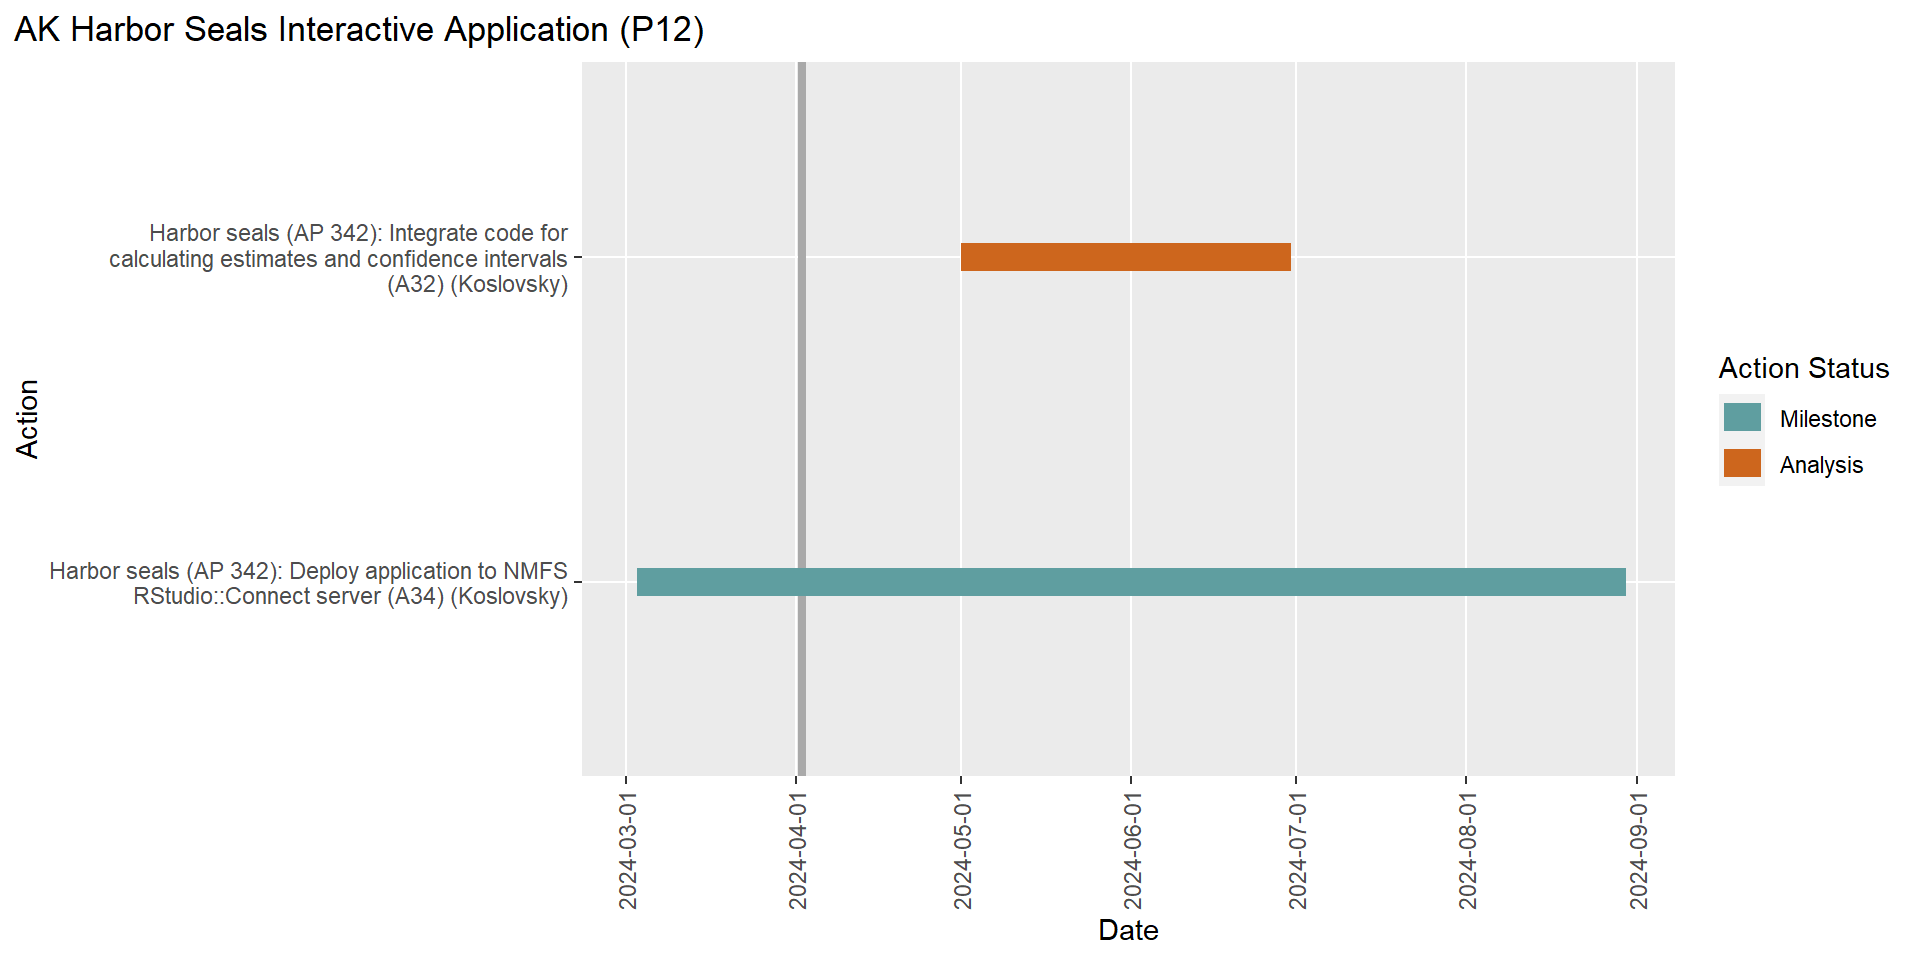 AK Harbor Seals Interactive Application (P12)
Harbor seals (AP 342): Integrate code for
calculating estimates and confidence intervals
(A32) (Koslovsky)
Harbor seals (AP 342): Deploy application to NMFS
RStudio::Connect server (A34) (Koslovsky)
Action
2024-03-01
2024-04-01
2024-05-01
2024-06-01
2024-07-01
2024-08-01
2024-09-01
Date
Action Status
Milestone
Analysis